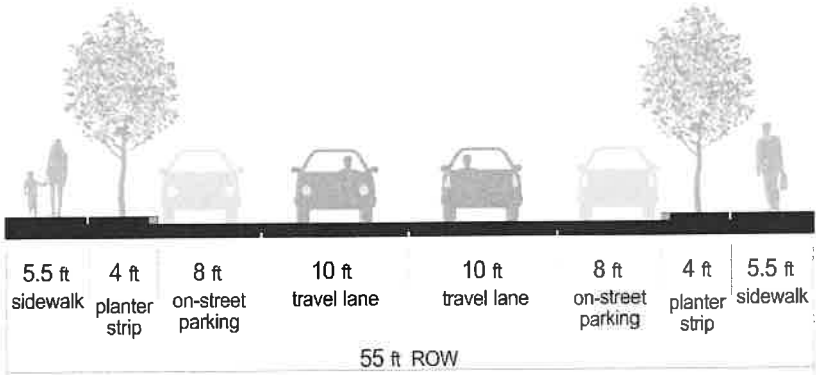 5.5 ft
sidewalk
4 ft
planter
strip
8 ft
on-street
parking
10 ft
travel lane
10 ft
travel lane
8 ft
on-street
parking
4 ft
planter
strip
5.5 ft
sidewalk
55 ft ROW